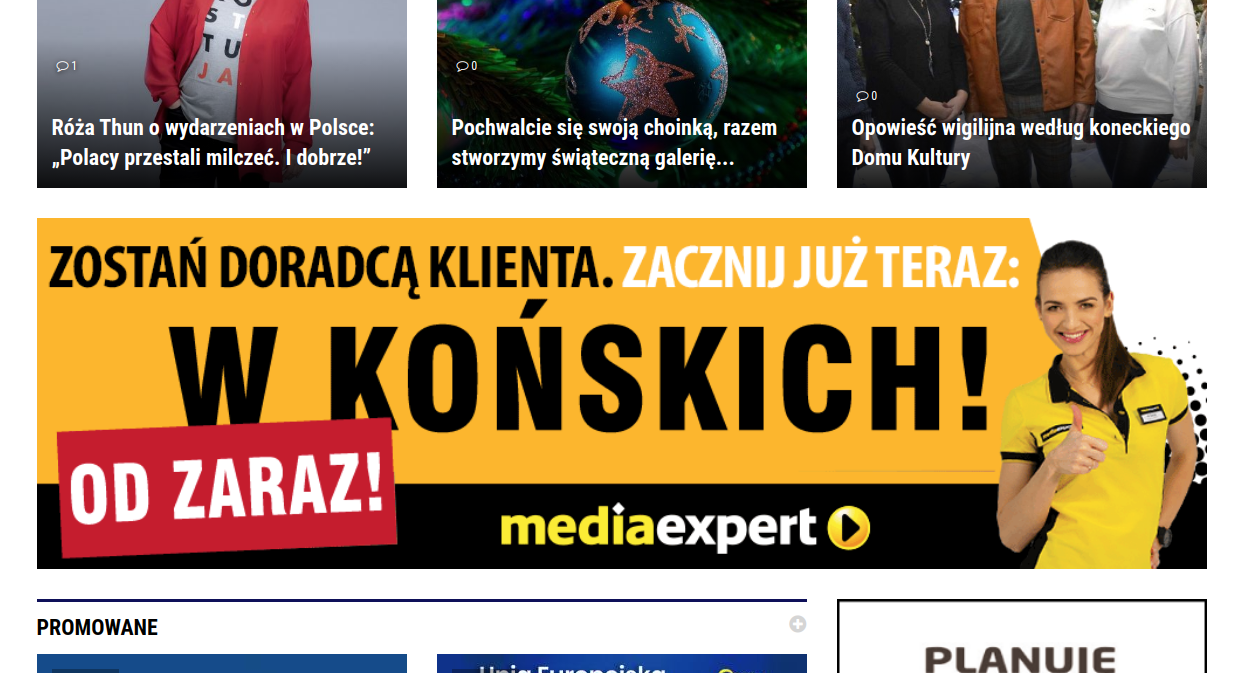 STUJA
1
Róża Thun o wydarzeniach w Polsce:
„Polacy przestali milczeć. I dobrze!”
0
Pochwalcie się swoją choinką, razem
stworzymy świąteczną galerię...
0
Opowieść wigilijna według koneckiego
Domu Kultury
ZOSTAŃ DORADCĄ KLIENTA. ZACZNIJ JUŻ TERAZ:
W KOŃSKICH!
OD ZARAZ!
mediaexpert
PROMOWANE
Unia Europejska
PLANUJE